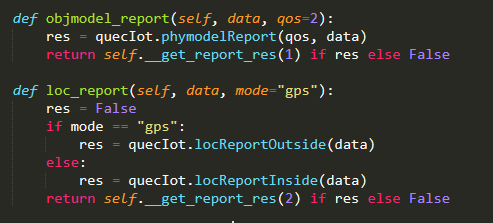 def objmodel_report(self, data, qos=2):
    res = quecIot.phymodelReport(qos, data)
    return self.__get_report_res(1) if res else False

def loc_report(self, data, mode="gps"):
    res = False
    if mode == "gps":
        res = quecIot.locReportOutside(data)
    else:
        res = quecIot.locReportInside(data)
    return self.__get_report_res(2) if res else False